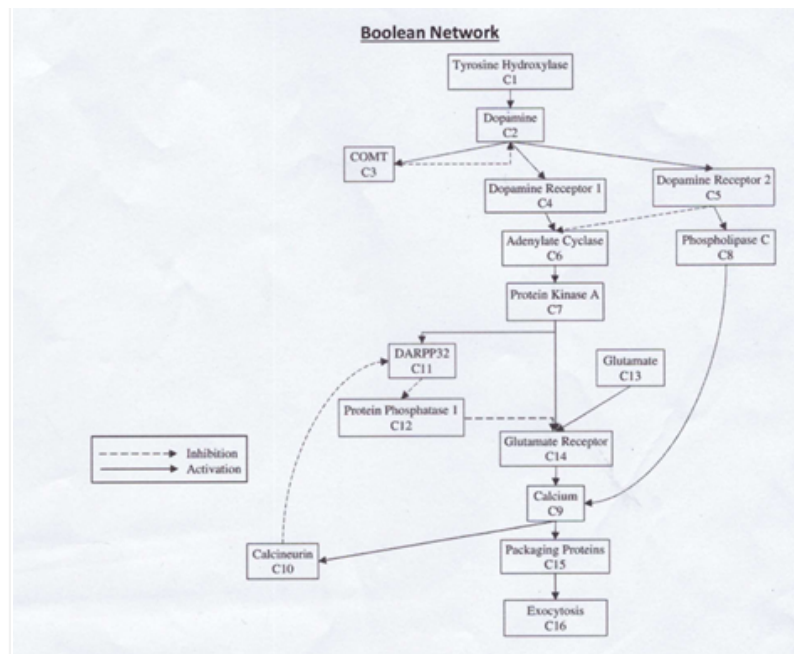 Boolean Network
Tyrosine Hydroxylase
C1
Dopamine
C2
COMT
C3
Dopamine Receptor 1
C4
Dopamine Receptor 2
C5
Adenylate Cyclase
C6
Phospholipase C
C8
Protein Kinase A
C7
DARPP32
C11
Glutamate
C13
Protein Phosphatase 1
C12
Glutamate Receptor
C14
Inhibition
Activation
Calcium
C9
Packaging Proteins
C15
Calcineurin
C10
Exocytosis
C16